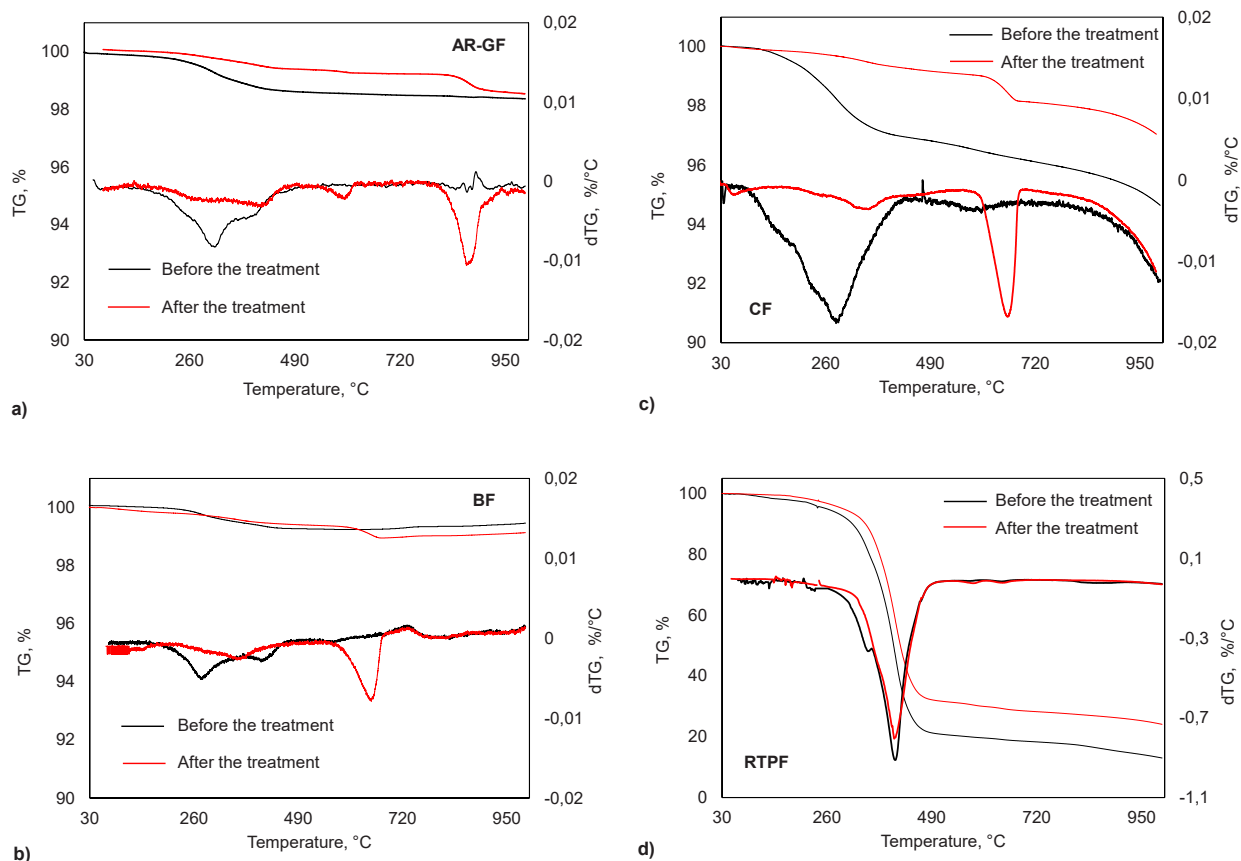 AR-GF
TG, %
100
98
96
94
92
90
0,02
0,01
0
-0,01
-0,02
dTG, %/°C
Before the treatment
After the treatment
30 260 490 720 950
Temperature, °C
a)
CF
TG, %
100
98
96
94
92
90
0,02
0,01
0
-0,01
-0,02
dTG, %/°C
Before the treatment
After the treatment
30 260 490 720 950
Temperature, °C
c)
BF
TG, %
100
98
96
94
92
90
0,02
0,01
0
-0,01
-0,02
dTG, %/°C
Before the treatment
After the treatment
30 260 490 720 950
Temperature, °C
b)
RTPF
TG, %
100
80
60
40
20
0
0,5
0,1
-0,3
-0,7
-1,1
dTG, %/°C
Before the treatment
After the treatment
30 260 490 720 950
Temperature, °C
d)